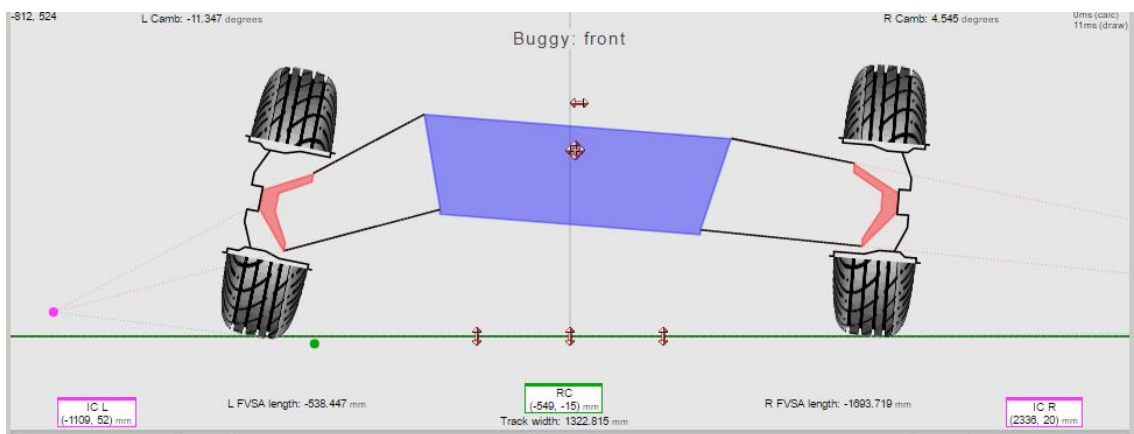 -812, 524
L Camb: -11.347 degrees
R Camb: 4.545 degrees
0ms (calc)
11ms (draw)
Buggy: front
IC L
(-1109, 52) mm
L FVSA length: -538.447 mm
RC
(-549, -15) mm
Track width: 1322.815 mm
R FVSA length: -1693.719 mm
IC R
(2336, 20) mm